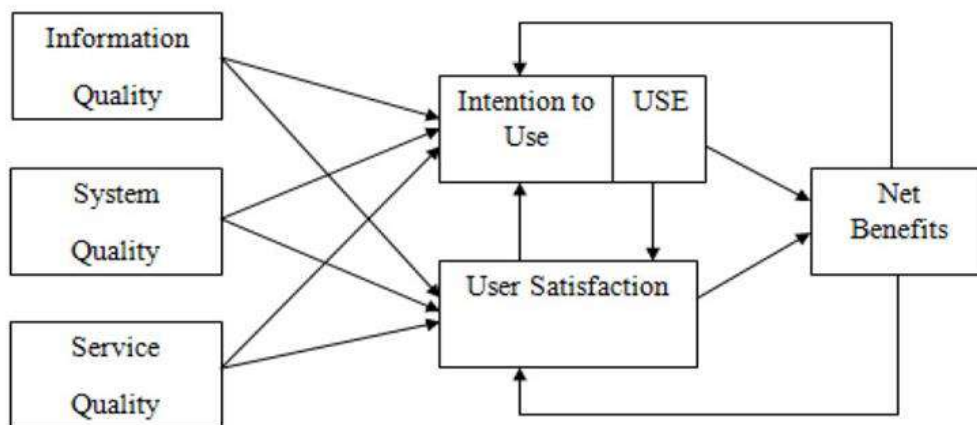 Information
Quality
System
Quality
Service
Quality
Intention to
Use
USE
User Satisfaction
Net
Benefits